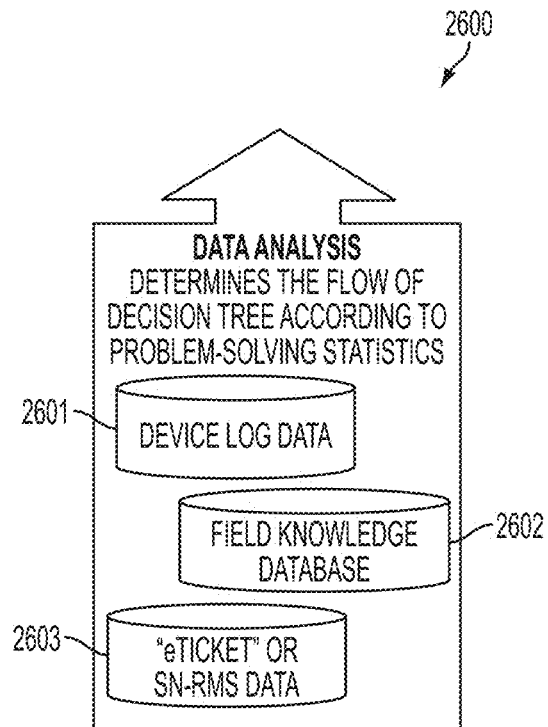 2600
DATA ANALYSIS
DETERMINES THE FLOW OF
DECISION TREE ACCORDING TO
PROBLEM-SOLVING STATISTICS
2601
DEVICE LOG DATA
FIELD KNOWLEDGE
DATABASE
2602
2603
"eTICKET" OR
SN-RMS DATA